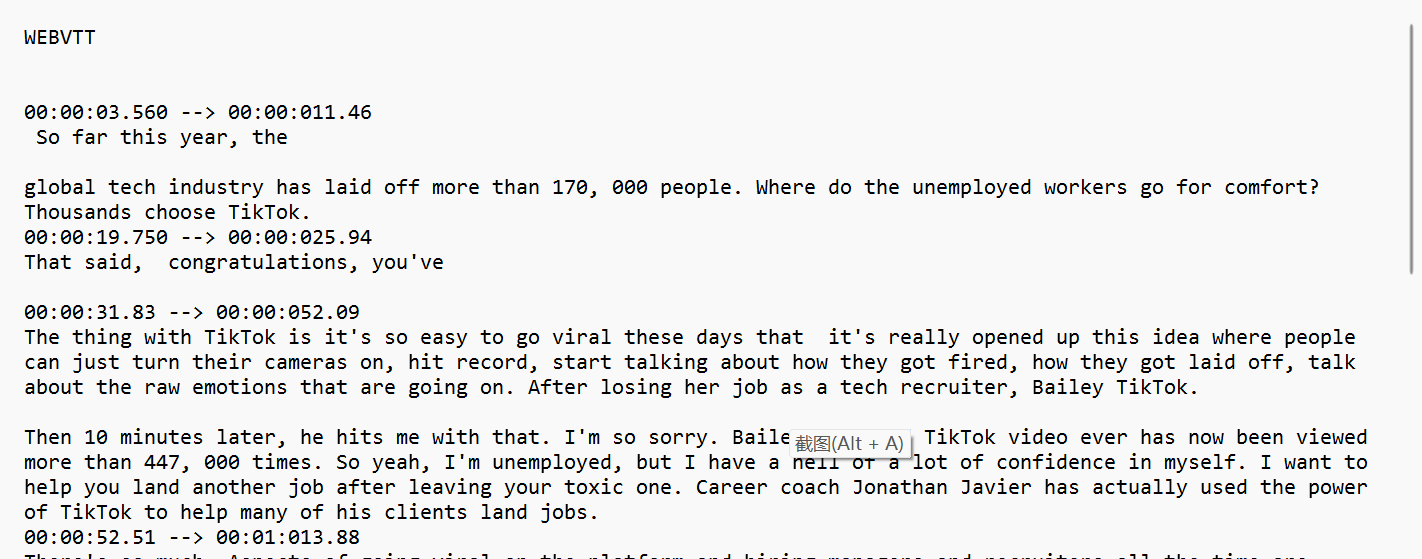 WEBVTT
00:00:03.560 --> 00:00:011.46
So far this year, the
global tech industry has laid off more than 170, 000 people. Where do the unemployed workers go for comfort?
Thousands choose TikTok.
00:00:19.750 --> 00:00:025.94
That said,  congratulations, you've
00:00:31.83 --> 00:00:052.09
The thing with TikTok is it's so easy to go viral these days that  it's really opened up this idea where people
can just turn their cameras on, hit record, start talking about how they got fired, how they got laid off, talk
about the raw emotions that are going on. After losing her job as a tech recruiter, Bailey TikTok.
Then 10 minutes later, he hits me with that. I'm so sorry. TikTok video ever has now been viewed
截图(Alt + A)
more than 447, 000 times. So yeah, I'm unemployed, but I have a hell of a lot of confidence in myself. I want to
help you land another job after leaving your toxic one. Career coach Jonathan Javier has actually used the power
of TikTok to help many of his clients land jobs.
00:00:52.51 --> 00:01:013.88